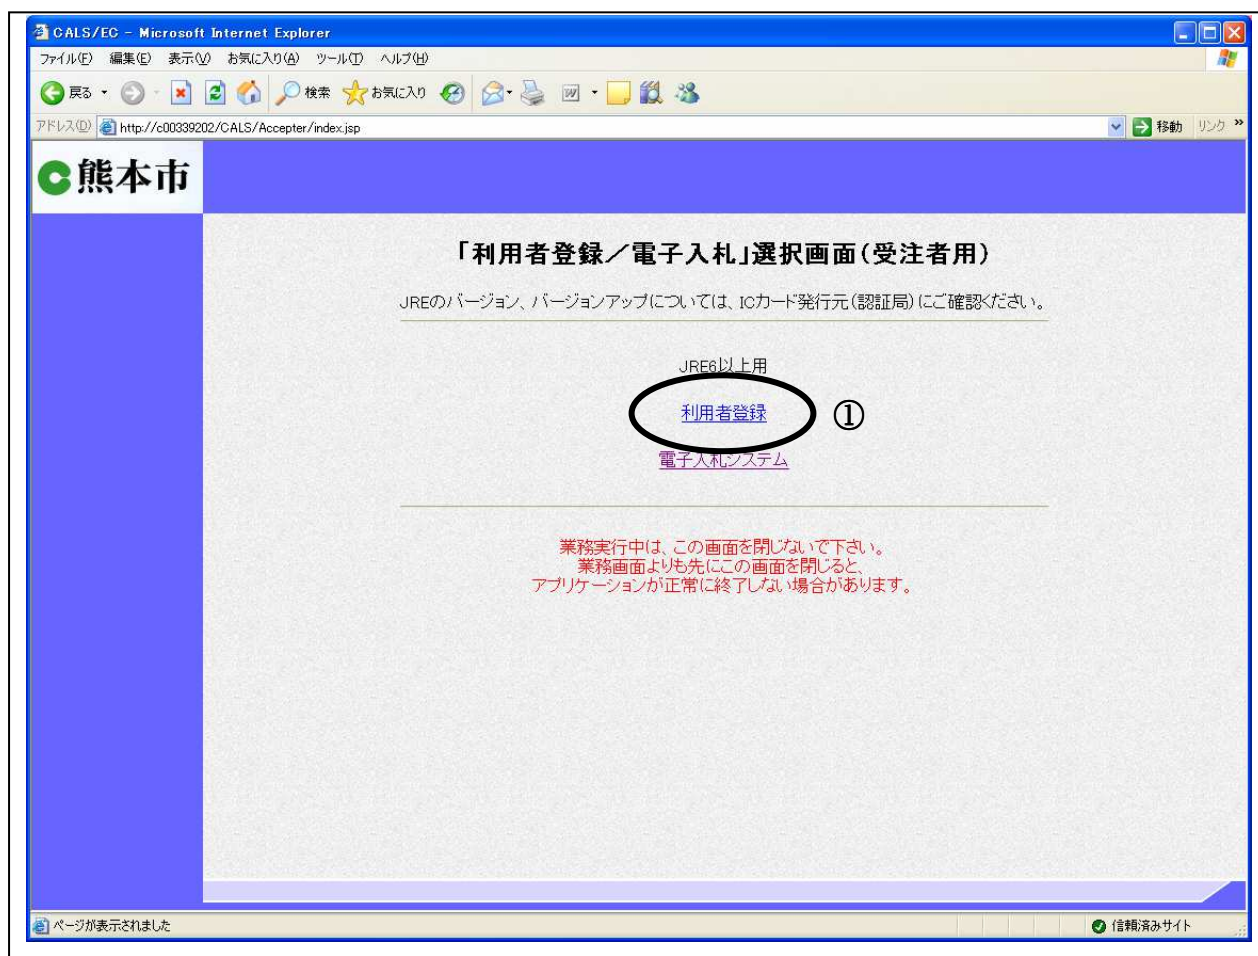 CALS/EC - Microsoft Internet Explorer
ファイル(F) 編集(E) 表示(V) お気に入り(A) ツール(T) ヘルプ(H)
戻る 検索 お気に入り
アドレス(D) http://c00339202/CALS/Accepter/index.jsp 移動 リンク »
熊本市
「利用者登録/電子入札」選択画面(受注者用)
JREのバージョン、バージョンアップについては、ICカード発行元(認証局)にご確認ください。
JRE6以上用
利用者登録 ①
電子入札システム
業務実行中は、この画面を閉じないで下さい。
業務画面よりも先にこの画面を閉じると、
アプリケーションが正常に終了しない場合があります。
ページが表示されました 信頼済みサイト